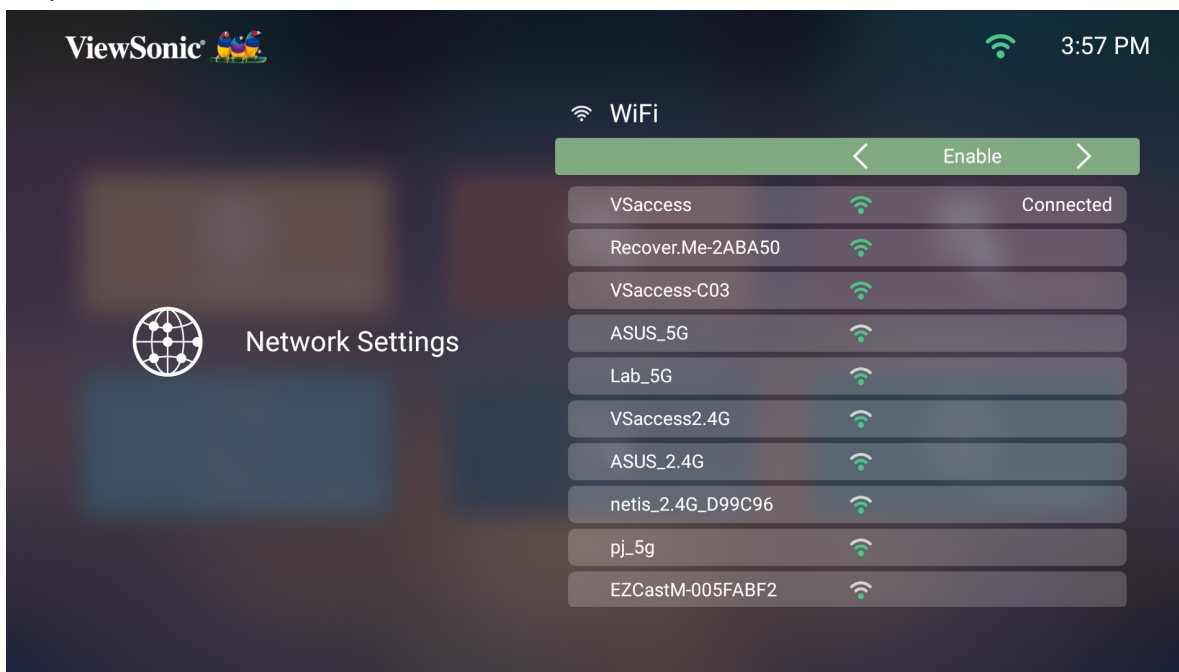 ViewSonic®
3:57 PM
WiFi
Enable
VSaccess Connected
Recover.Me-2ABA50
VSaccess-C03
ASUS_5G
Network Settings
Lab_5G
VSaccess2.4G
ASUS_2.4G
netis_2.4G_D99C96
pj_5g
EZCastM-005FABF2